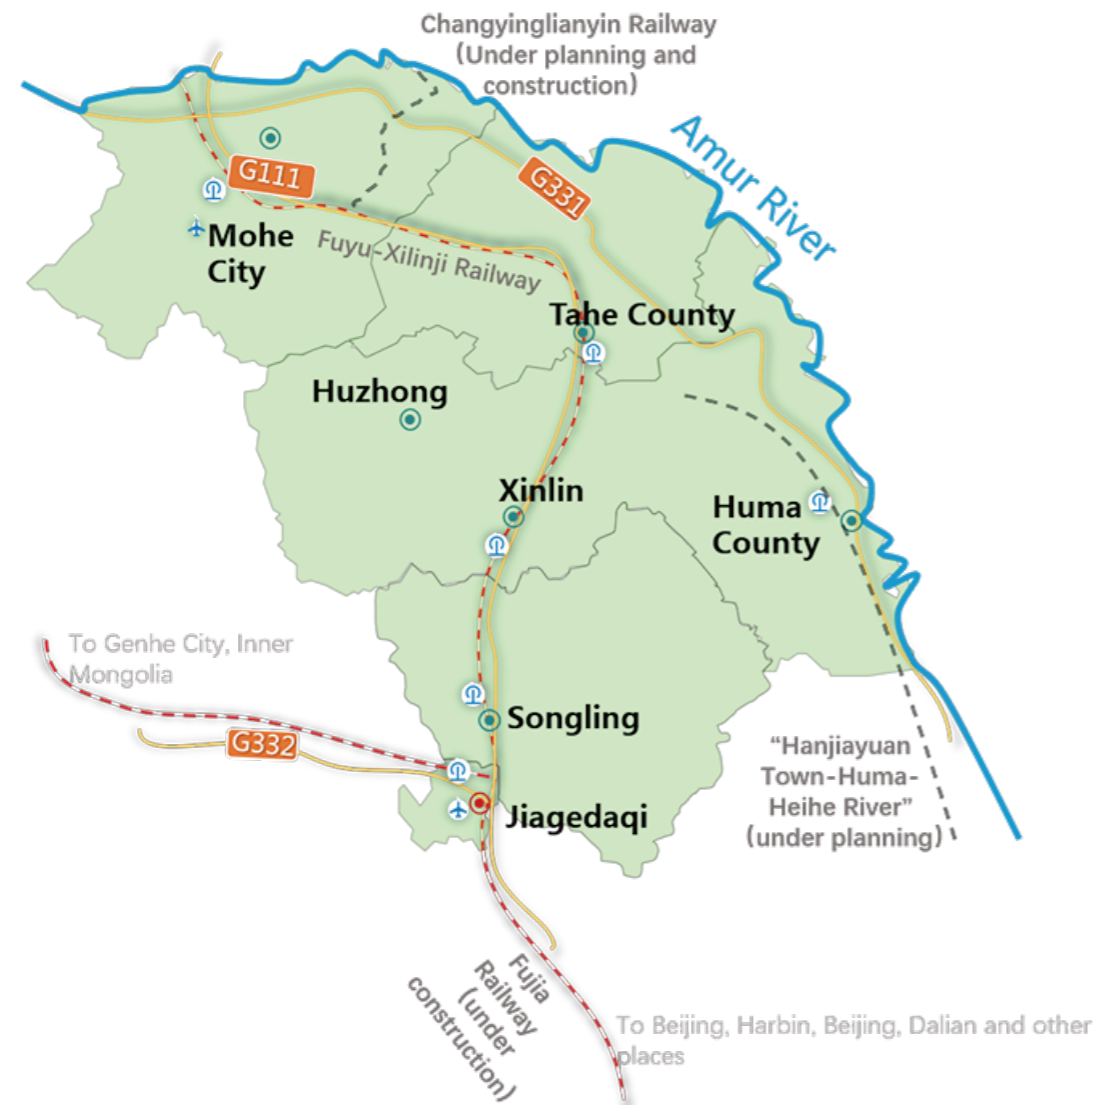 Changyinglianyin Railway
(Under planning and
construction)
Amur River
G111
G331
Mohe
City
Fuyu-Xilinji Railway
Tahe County
Huzhong
Xinlin
Huma
County
To Genhe City, Inner
Mongolia
G332
Songling
"Hanjiayuan
Town-Huma-
Heihe River"
(under planning)
Jiagedaqi
Fujia
Railway
(under
construction)
To Beijing, Harbin, Beijing, Dalian and other
places